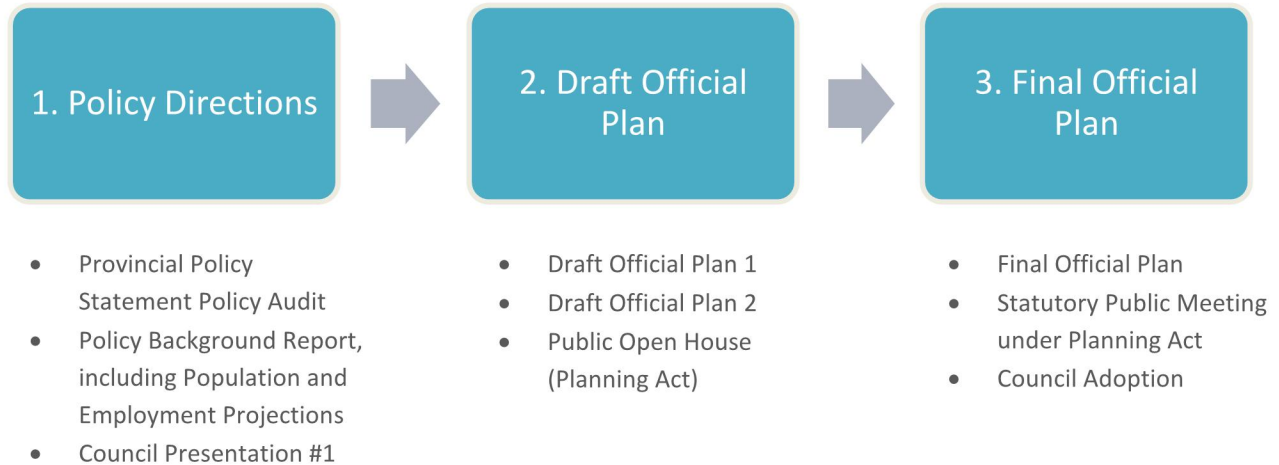 1. Policy Directions
2. Draft Official
Plan
3. Final Official
Plan
• Provincial Policy
Statement Policy Audit
• Policy Background Report,
including Population and
Employment Projections
• Council Presentation #1
• Draft Official Plan 1
• Draft Official Plan 2
• Public Open House
(Planning Act)
• Final Official Plan
• Statutory Public Meeting
under Planning Act
• Council Adoption